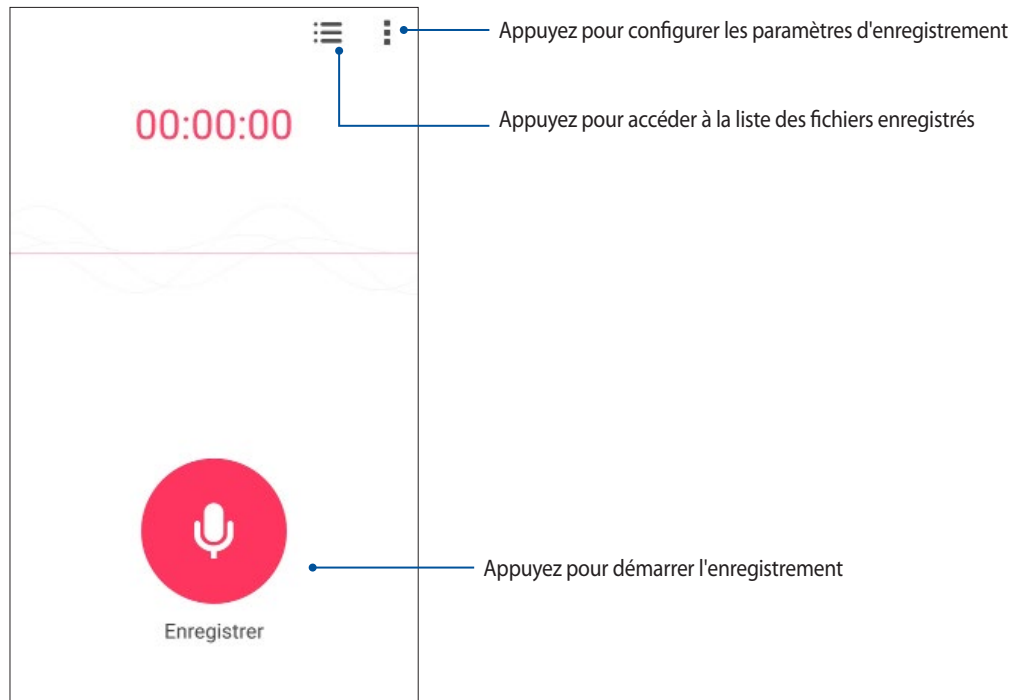 Appuyez pour configurer les paramètres d'enregistrement
Appuyez pour accéder à la liste des fichiers enregistrés
00:00:00
Appuyez pour démarrer l'enregistrement
Enregistrer